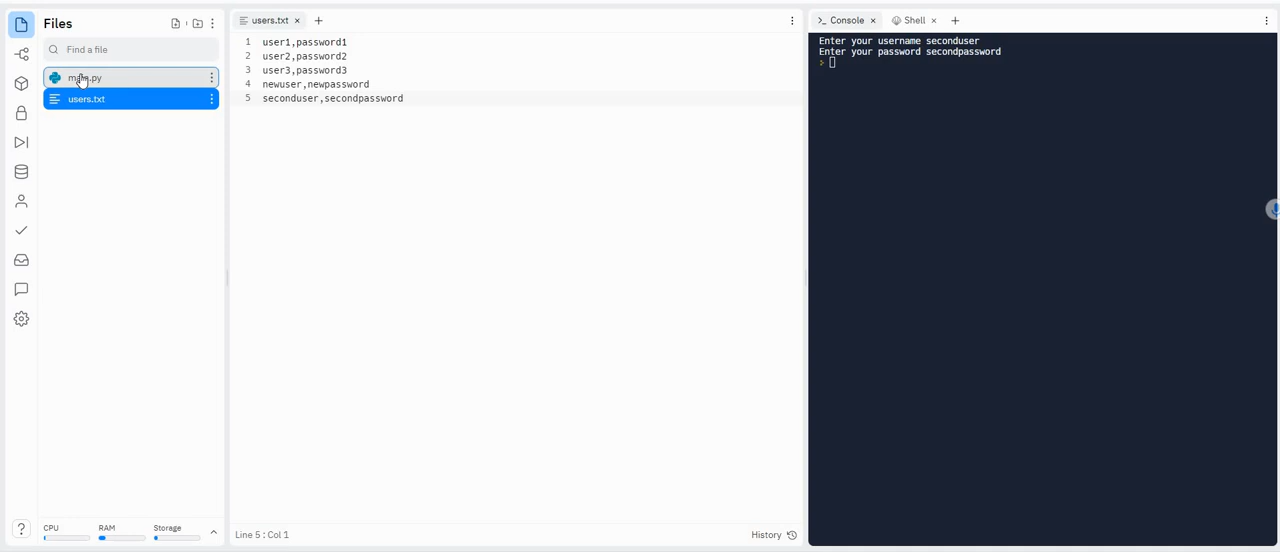 Files
Find a file
main.py
users.txt
CPU
RAM
Storage
users.txt
1 user1,password1
2 user2,password2
3 user3,password3
4 newuser,newpassword
5 seconduser,secondpassword
Line 5 : Col 1
History
Console
Shell
Enter your username seconduser
Enter your password secondpassword